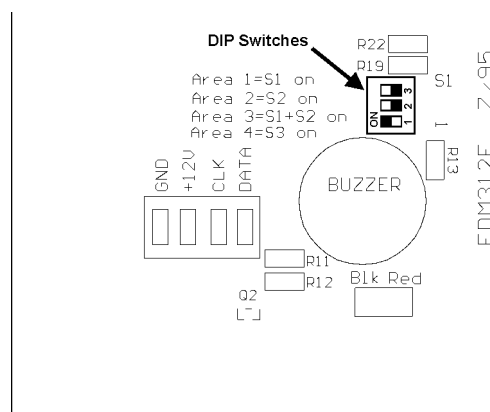 DIP Switches
R22
R19
S1
Area 1=S1 on
Area 2=S2 on
Area 3=S1+S2 on
Area 4=S3 on
ON
1 2 3
1
R13
GND
+12V
CLK
DATA
BUZZER
R11
R12
Blk Red
Q2
7/95